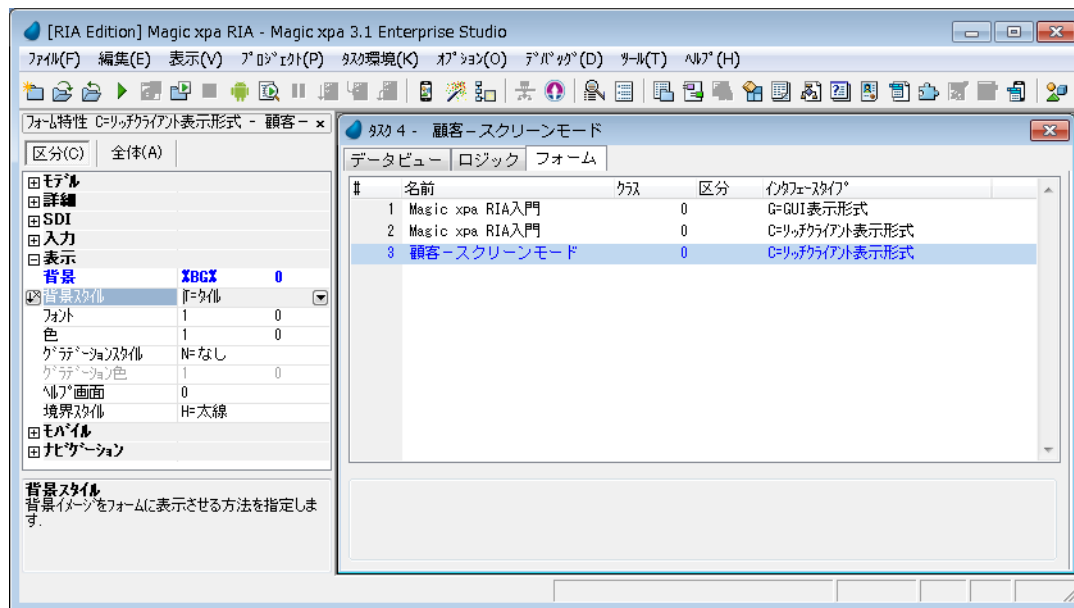 [RIA Edition] Magic xpa RIA - Magic xpa 3.1 Enterprise Studio
ﾌｧｲﾙ(F) 編集(E) 表示(V) ﾌﾟﾛｼﾞｪｸﾄ(P) ﾀｽｸ環境(K) ｵﾌﾟｼｮﾝ(O) ﾃﾞﾊﾞｯｸﾞ(D) ﾂｰﾙ(T) ﾍﾙﾌﾟ(H)
ﾌｫｰﾑ特性 C=ﾘｯﾁｸﾗｲｱﾝﾄ表示形式 - 顧客－
区分(C) 全体(A)
ﾓﾃﾞﾙ
詳細
SDI
入力
表示
背景 %BG% 0
背景ｽﾀｲﾙ T=ﾀｲﾙ
ﾌｫﾝﾄ 1 0
色 1 0
ｸﾞﾗﾃﾞｰｼｮﾝｽﾀｲﾙ N=なし
ｸﾞﾗﾃﾞｰｼｮﾝ色 1 0
ﾍﾙﾌﾟ画面 0
境界ｽﾀｲﾙ H=太線
ﾓﾊﾞｲﾙ
ﾅﾋﾞｹﾞｰｼｮﾝ
背景ｽﾀｲﾙ
背景ｲﾒｰｼﾞをﾌｫｰﾑに表示させる方法を指定しま
す.
ﾀｽｸ 4 - 顧客－スクリーンモード
データビュー ロジック フォーム
# 名前 ｸﾗｽ 区分 ｲﾝﾀﾌｪｰｽﾀｲﾌﾟ
1 Magic xpa RIA入門 0 G=GUI表示形式
2 Magic xpa RIA入門 0 C=ﾘｯﾁｸﾗｲｱﾝﾄ表示形式
3 顧客－スクリーンモード 0 C=ﾘｯﾁｸﾗｲｱﾝﾄ表示形式